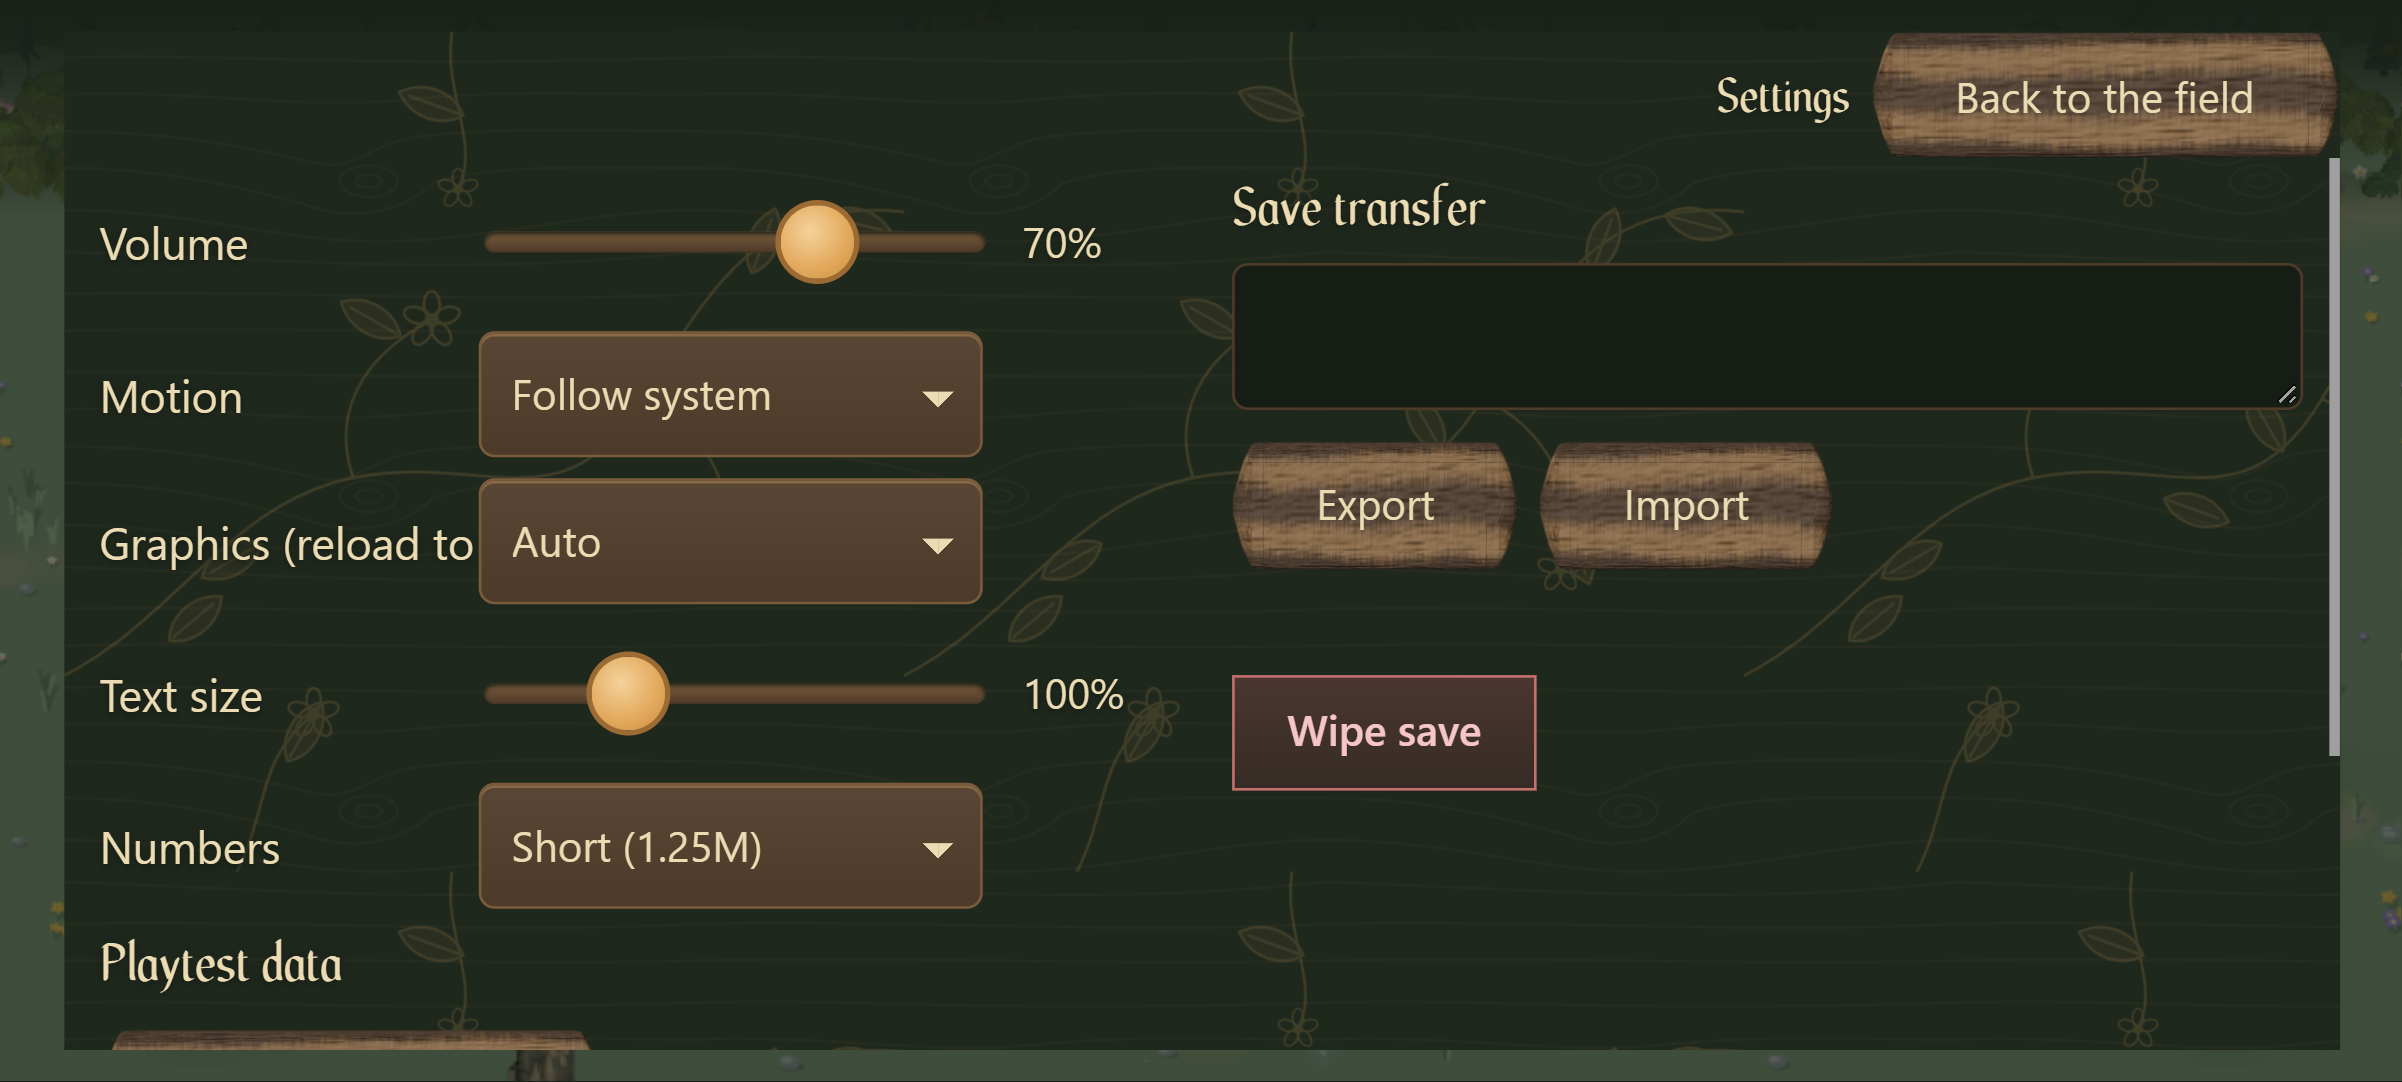 Settings
Back to the field
Volume
70%
Motion
Follow system
Graphics (reload to
Auto
Text size
100%
Numbers
Short (1.25M)
Playtest data
Save transfer
Export
Import
Wipe save